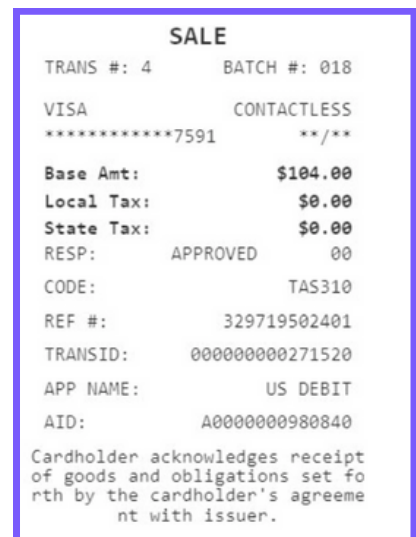 SALE
TRANS #: 4 BATCH #: 018
VISA CONTACTLESS
************7591 **/**
Base Amt: $104.00
Local Tax: $0.00
State Tax: $0.00
RESP: APPROVED 00
CODE: TAS310
REF #: 329719502401
TRANSID: 000000000271520
APP NAME: US DEBIT
AID: A0000000980840
Cardholder acknowledges receipt
of goods and obligations set fo
rth by the cardholder's agreeme
nt with issuer.